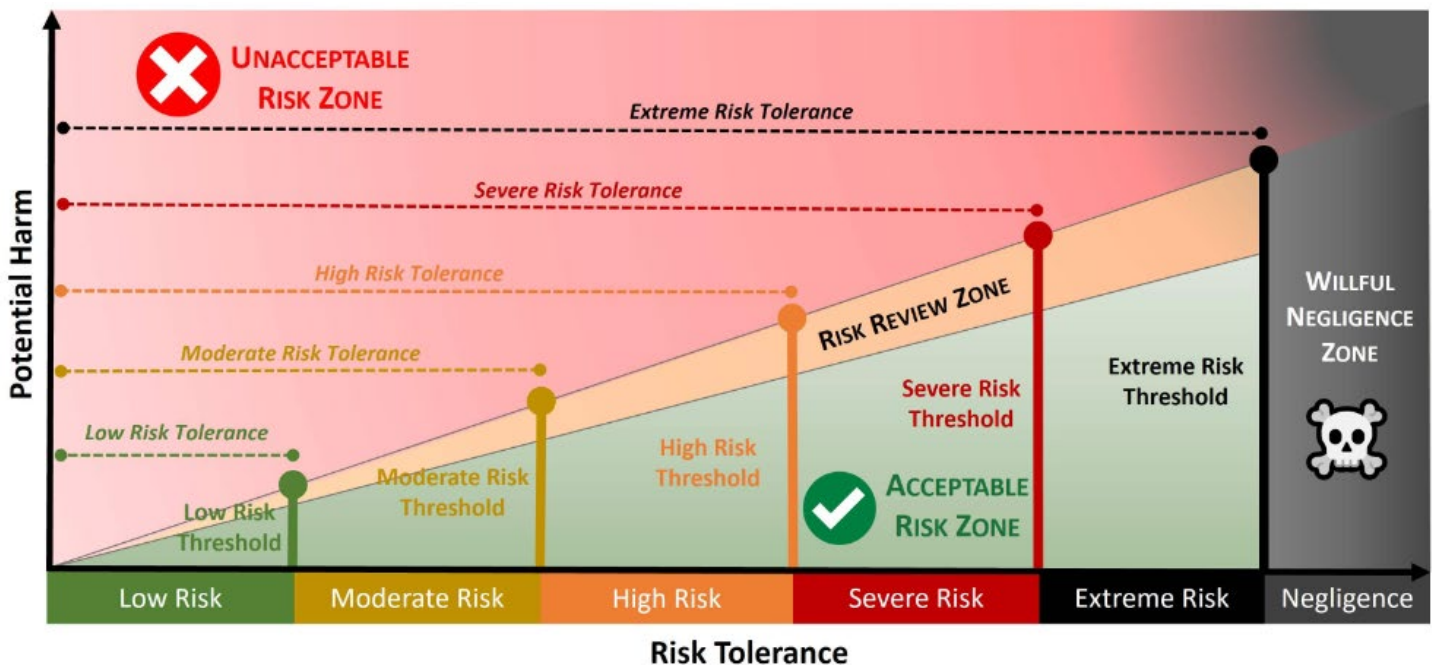 UNACCEPTABLE
RISK ZONE
Extreme Risk Tolerance
Severe Risk Tolerance
High Risk Tolerance
Moderate Risk Tolerance
Low Risk Tolerance
Potential Harm
RISK REVIEW ZONE
WILLFUL
NEGLIGENCE
ZONE
Extreme Risk
Threshold
Severe Risk
Threshold
High Risk
Threshold
Moderate Risk
Threshold
Low Risk
Threshold
ACCEPTABLE
RISK ZONE
Low Risk
Moderate Risk
High Risk
Severe Risk
Extreme Risk
Negligence
Risk Tolerance